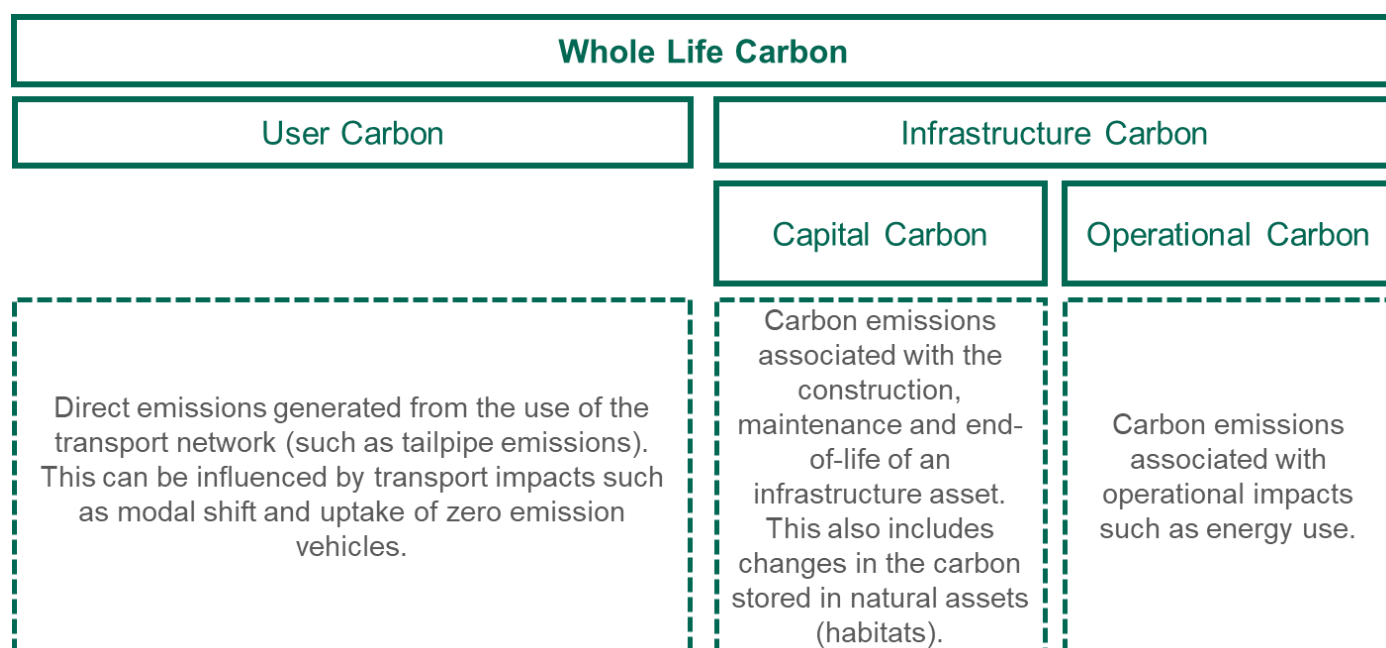 Whole Life Carbon
User Carbon
Infrastructure Carbon
Capital Carbon
Operational Carbon
Direct emissions generated from the use of the
transport network (such as tailpipe emissions).
This can be influenced by transport impacts such
as modal shift and uptake of zero emission
vehicles.
Carbon emissions
associated with the
construction,
maintenance and end-
of-life of an
infrastructure asset.
This also includes
changes in the carbon
stored in natural assets
(habitats).
Carbon emissions
associated with
operational impacts
such as energy use.